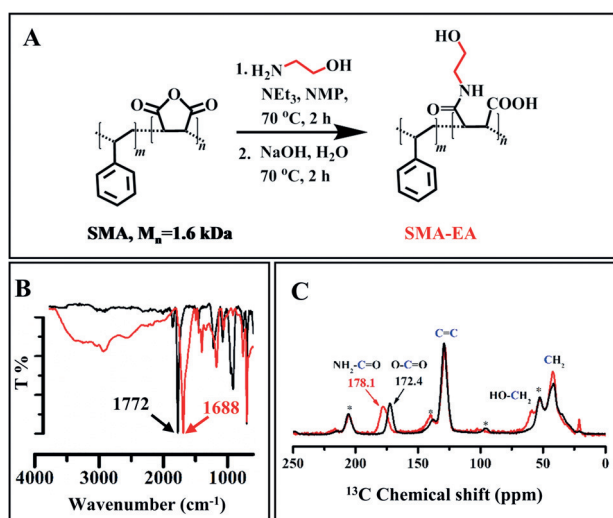 A
1. H₂N OH
NEt₃, NMP,
70 °C, 2 h
2. NaOH, H₂O
70 °C, 2 h
O O O
m n
SMA, Mₙ=1.6 kDa
HO
NH
O COOH
m n
SMA-EA
B
T %
1772
1688
4000 3000 2000 1000
Wavenumber (cm⁻¹)
C
C=C
NH₂-C=O O-C=O
178.1 172.4
HO-CH₂
CH₂
* * * *
250 200 150 100 50 0
¹³C Chemical shift (ppm)